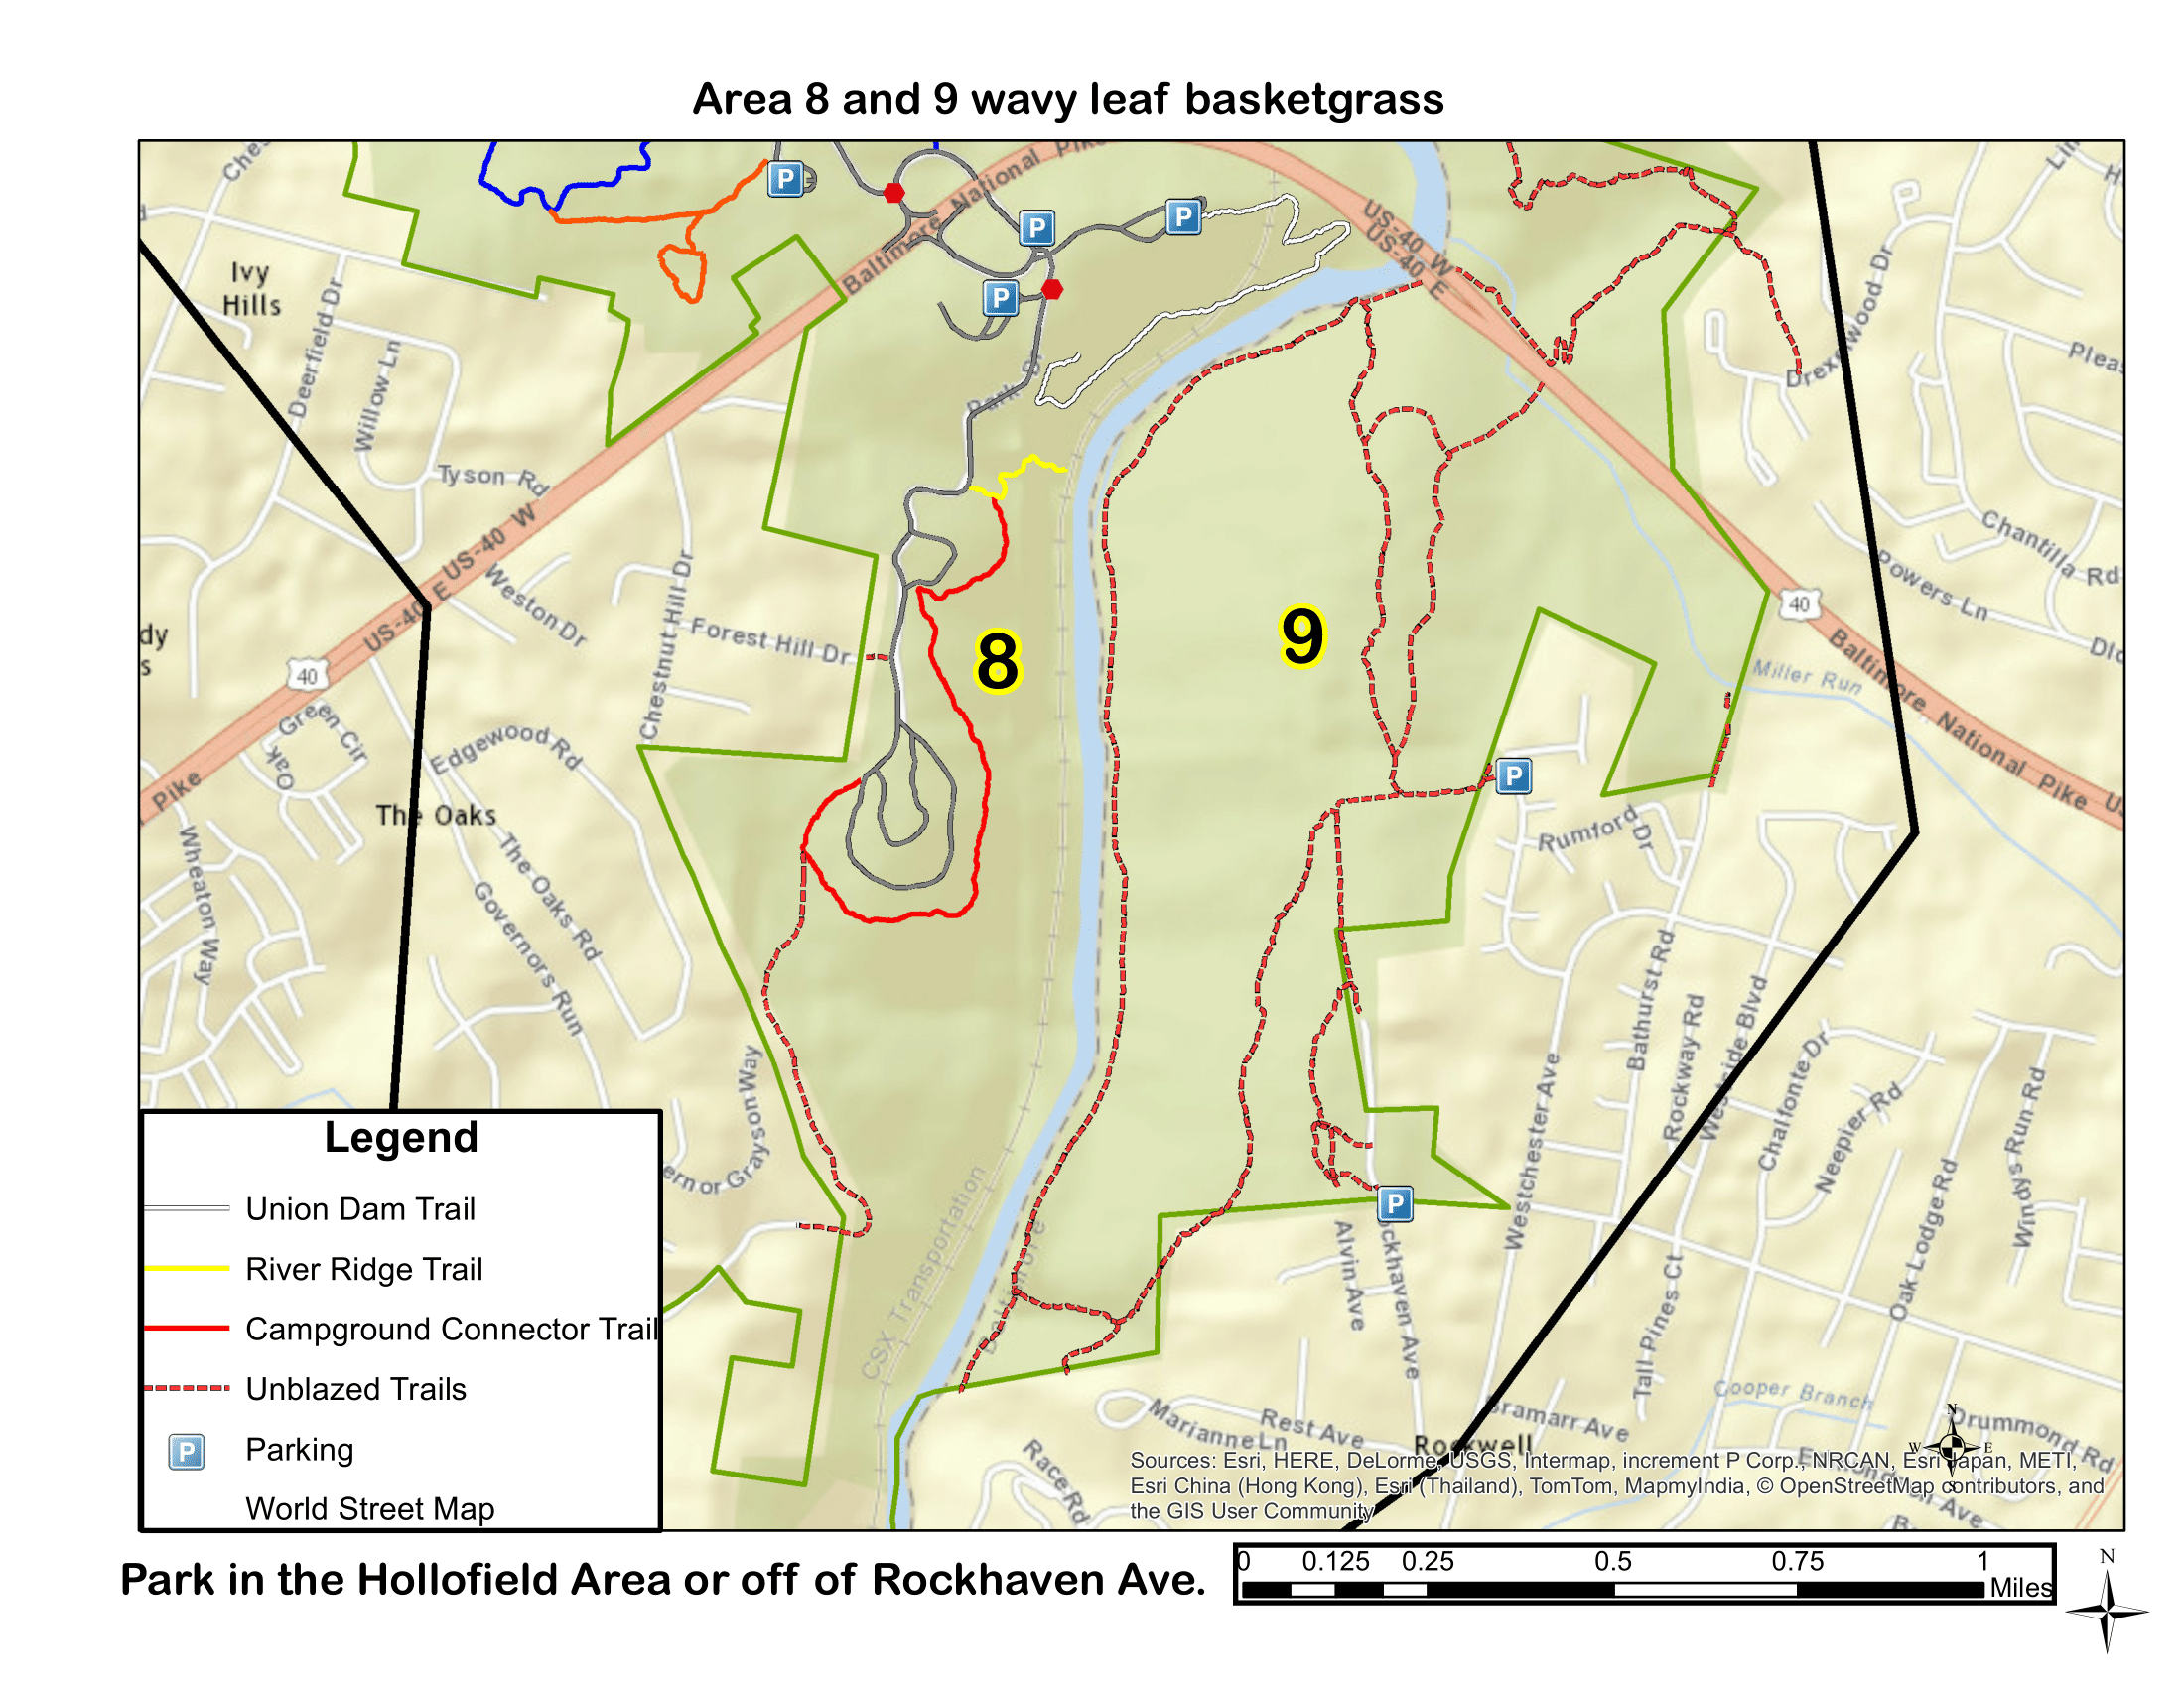 Area 8 and 9 wavy leaf basketgrass
Ches
Baltimore National Pike
P
P
P
P
US-40 W
US-40 E
Ivy
Hills
Deerfield Dr
Willow Ln
Tyson Rd
US-40 W
US-40 E
Weston Dr
Park Dr
Drexelwood Dr
Pleas
Chantilla Rd
Powers Ln
40
Baltimore National Pike
US
Miller Run
dy
s
40
Pike
Oak Green Cir
Edgewood Rd
Chestnut Hill Dr
Forest Hill Dr
8
9
P
The Oaks
The Oaks Rd
Governors Run
Wheaton Way
Rumford Dr
Bathurst Rd
Rockway Rd
Westside Blvd
Chalfonte Dr
Neepier Rd
Westchester Ave
Windys Run Rd
Oak Lodge Rd
Tall Pines Ct
ernor Grayson Way
CSX Transportation
Baltimore
P
Alvin Ave
ockhaven Ave
Marianne Ln
Rest Ave
Race Rd
Bramarr Ave
Rockwell
Cooper Branch
Drummond Rd
N
W
E
S
Legend
Union Dam Trail
River Ridge Trail
Campground Connector Trail
Unblazed Trails
P
Parking
World Street Map
Sources: Esri, HERE, DeLorme, USGS, Intermap, increment P Corp., NRCAN, Esri Japan, METI,
Esri China (Hong Kong), Esri (Thailand), TomTom, MapmyIndia, © OpenStreetMap contributors, and
the GIS User Community
Park in the Hollofield Area or off of Rockhaven Ave.
0 0.125 0.25 0.5 0.75 1
Miles
N